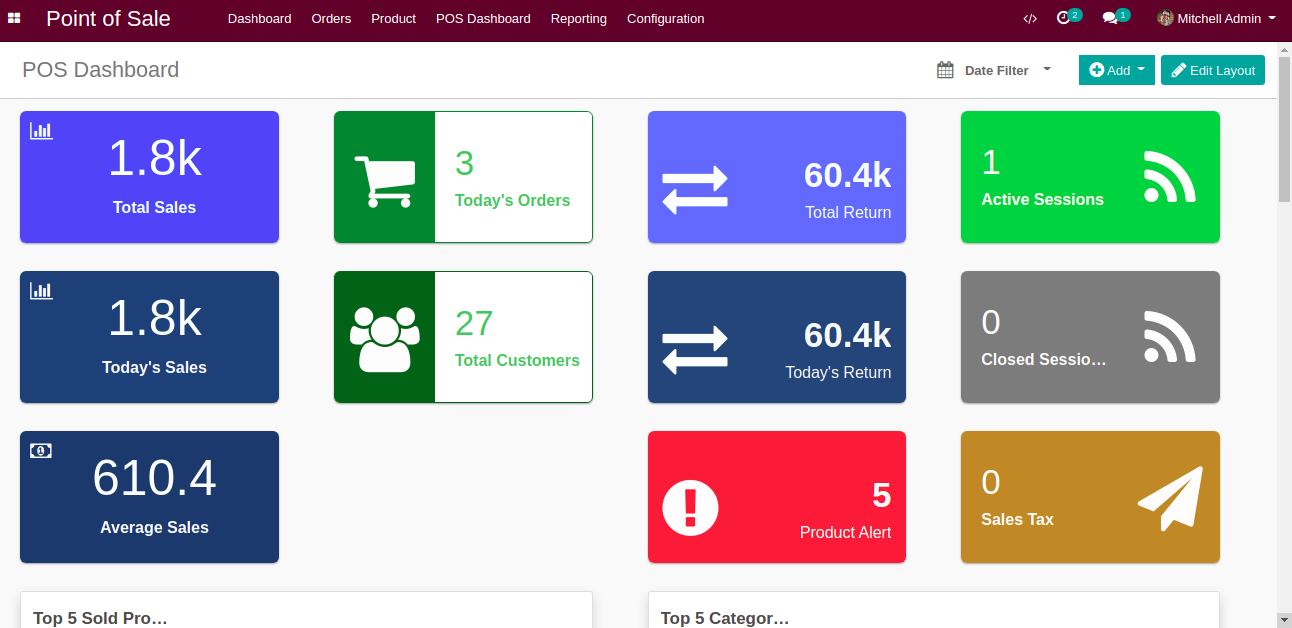 Point of Sale
Dashboard Orders Product POS Dashboard Reporting Configuration
</> 2 1 Mitchell Admin
POS Dashboard
Date Filter Add Edit Layout
1.8k
Total Sales
3
Today's Orders
60.4k
Total Return
1
Active Sessions
1.8k
Today's Sales
27
Total Customers
60.4k
Today's Return
0
Closed Sessio...
1
610.4
Average Sales
5
Product Alert
0
Sales Tax
Top 5 Sold Pro...
Top 5 Categor...